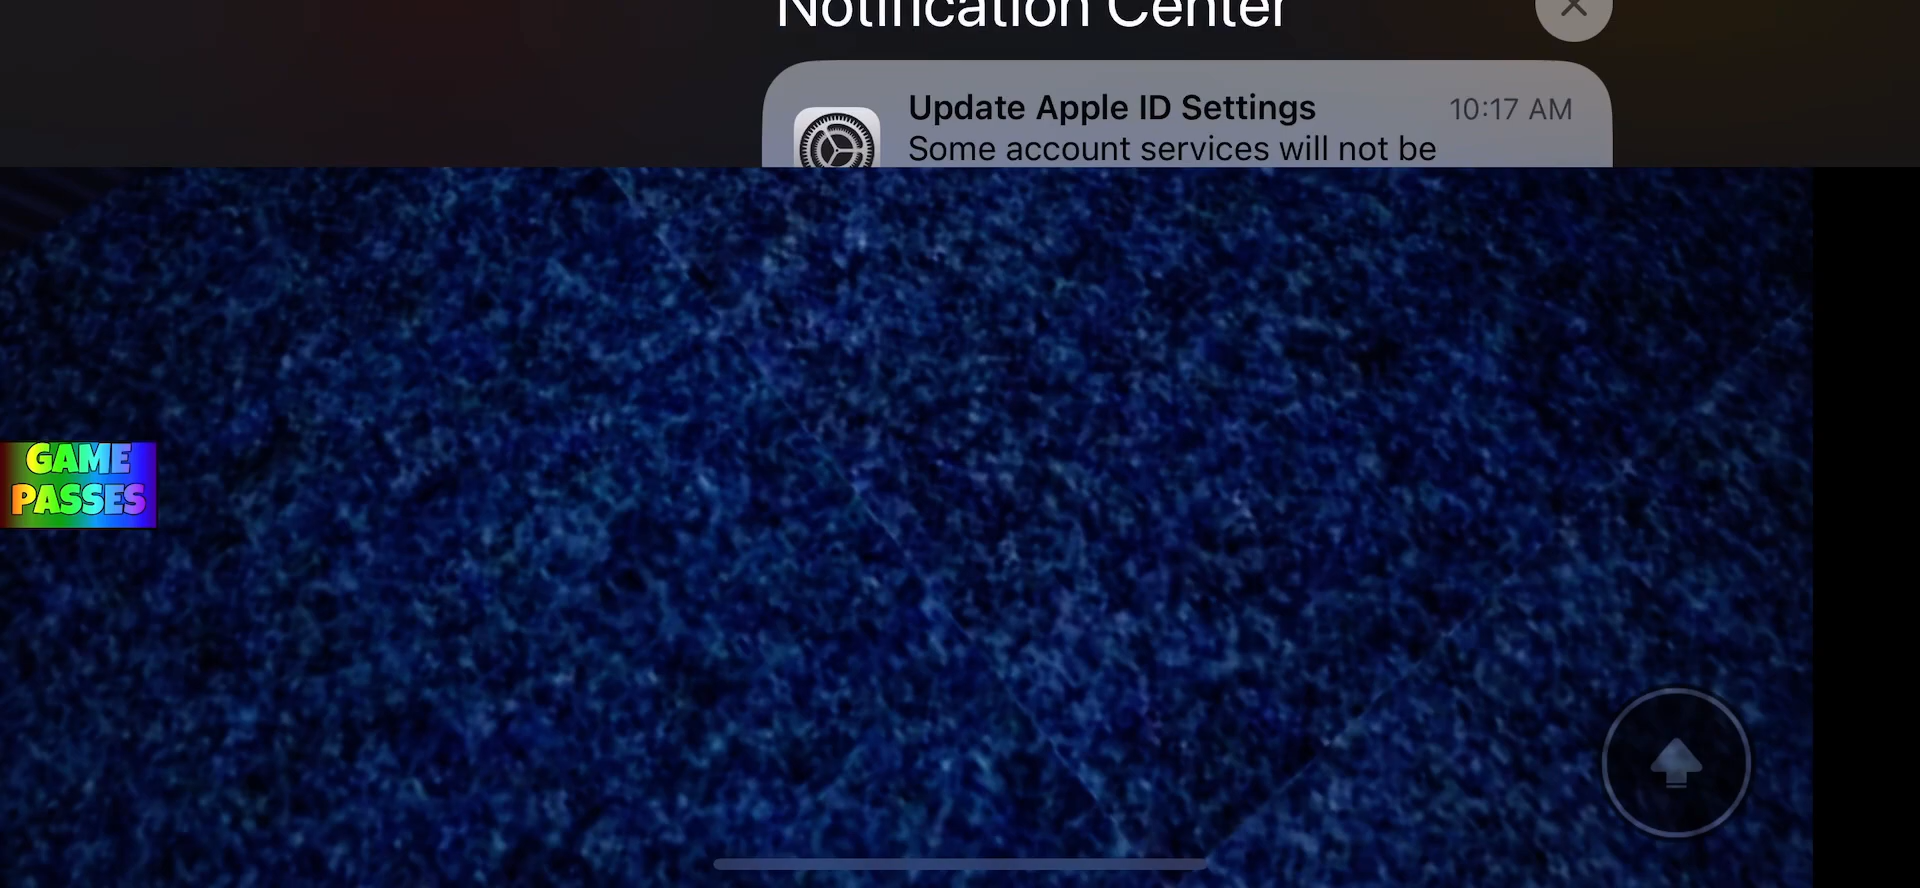 Notification Center
Update Apple ID Settings
10:17 AM
Some account services will not be
GAME
PASSES